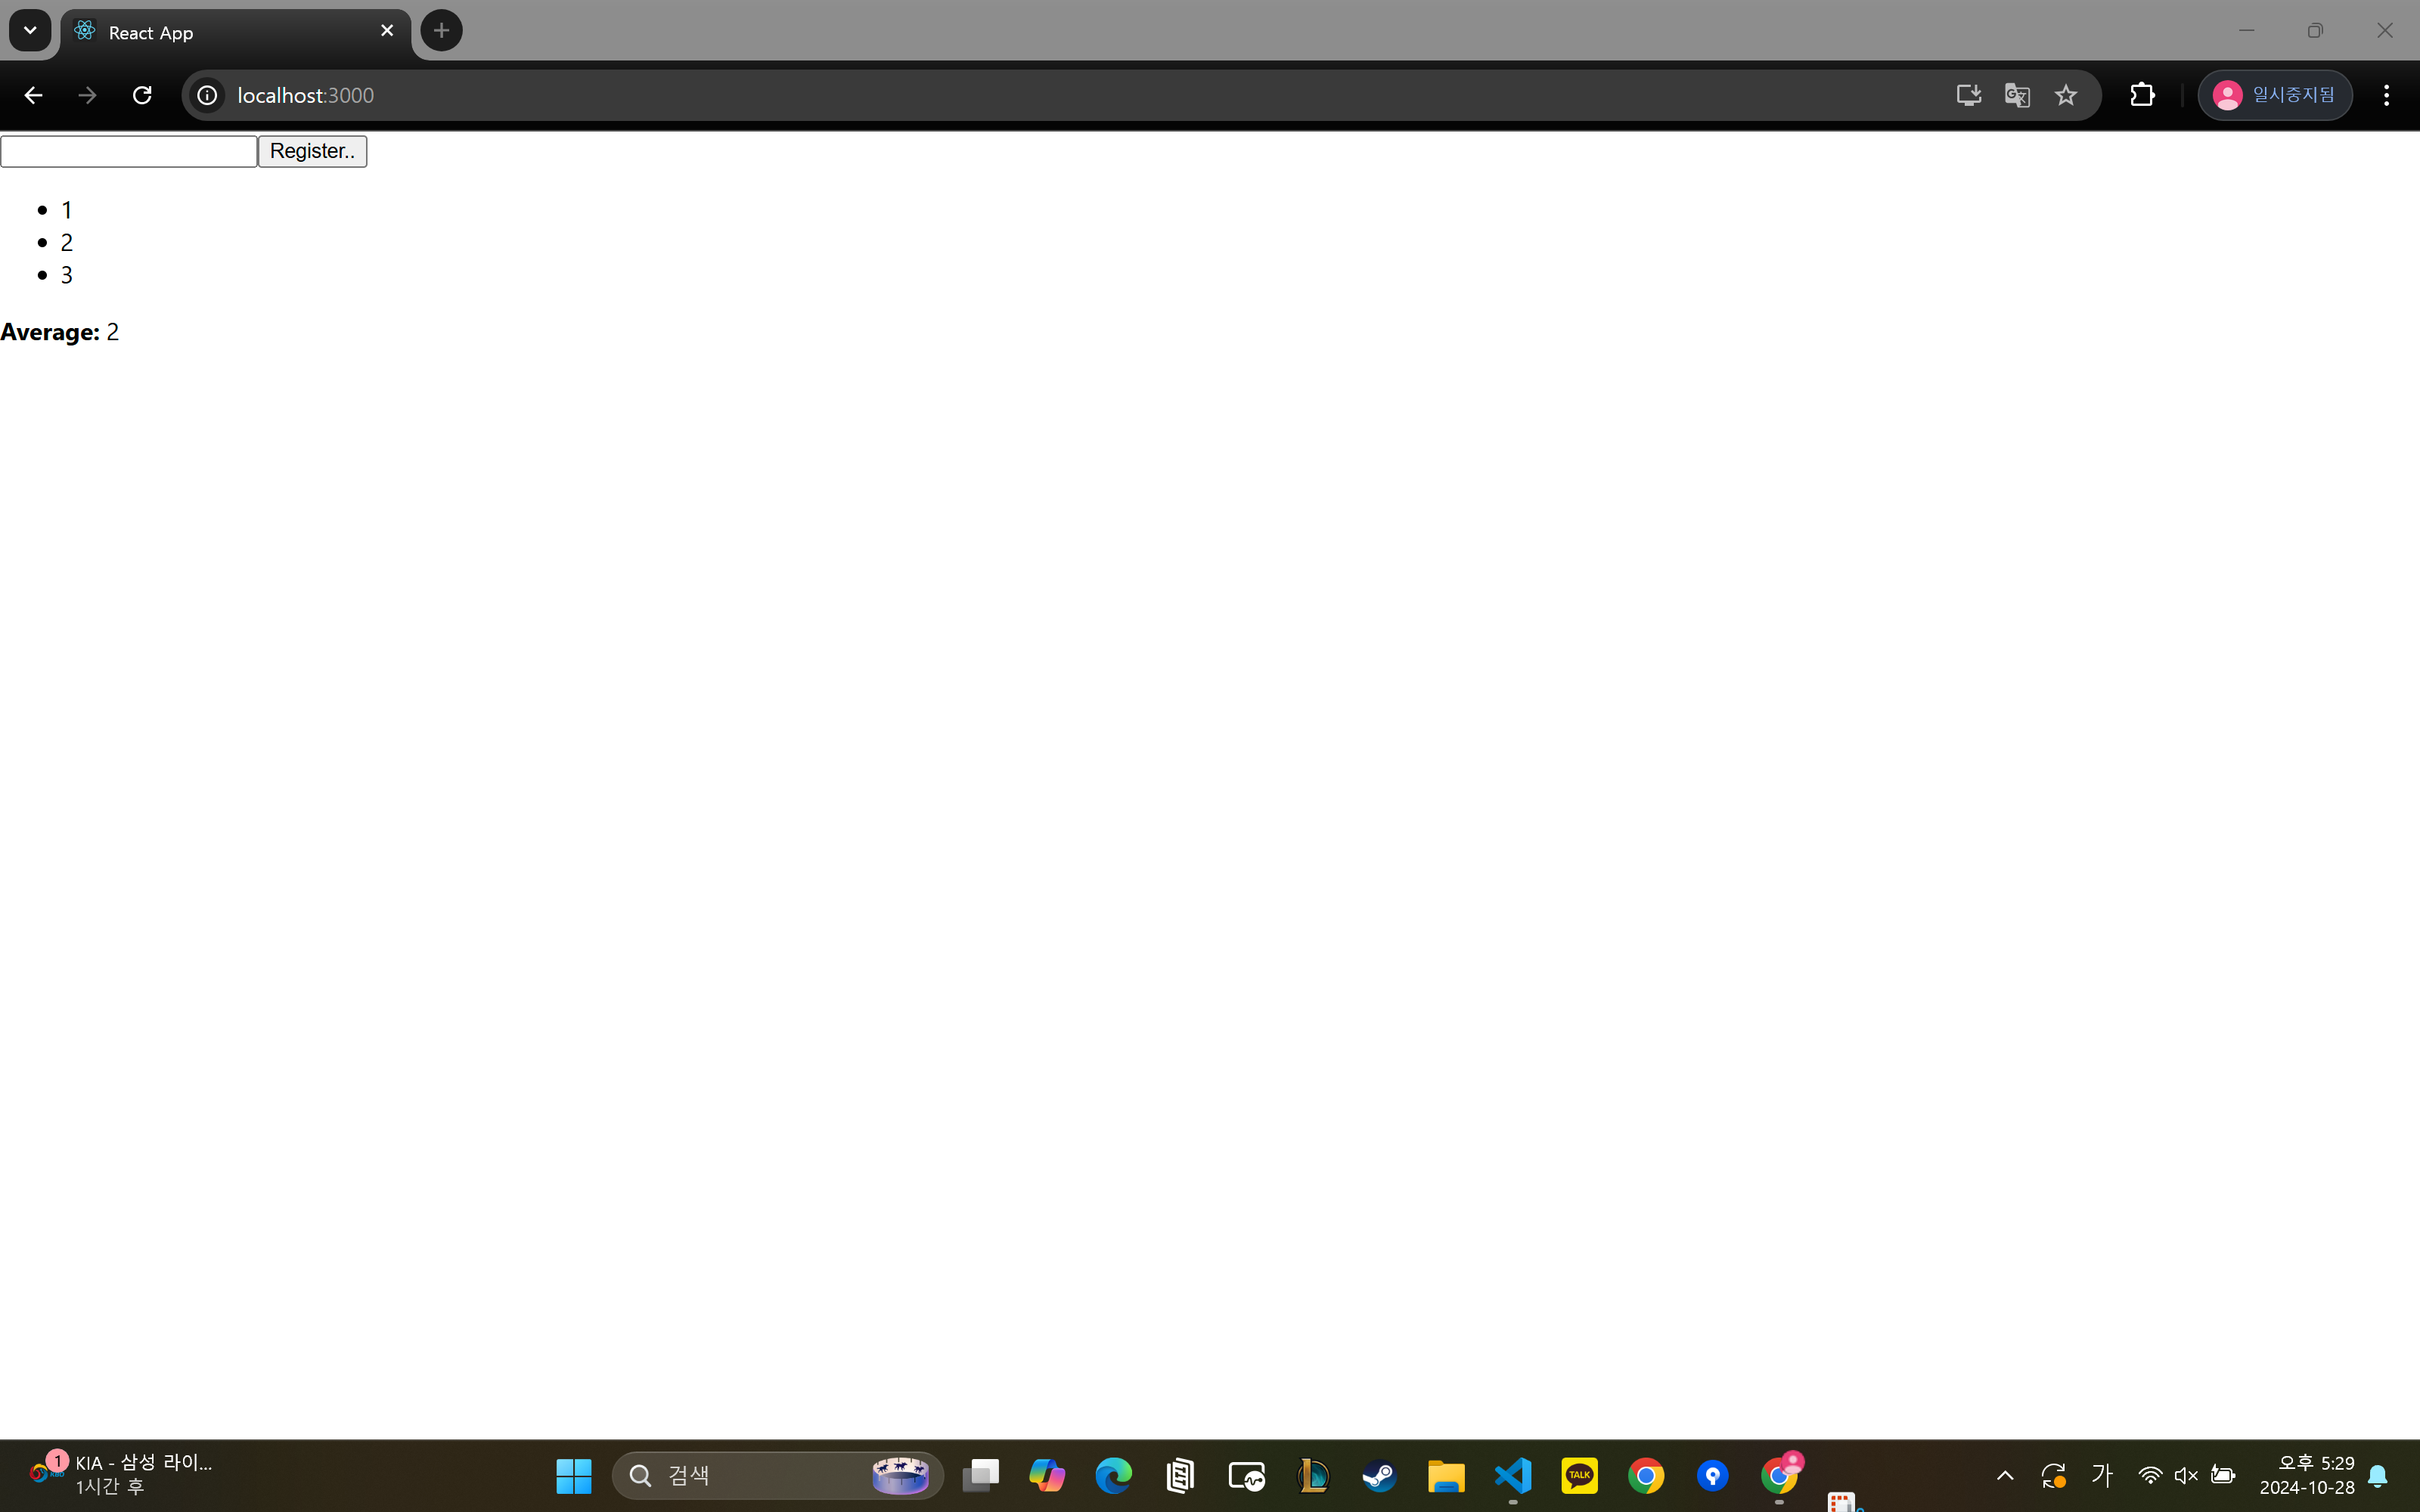 React App
localhost:3000
일시중지됨
Register..
1
2
3
Average: 2
1
KIA - 삼성 라이...
1시간 후
검색
TALK
가
오후 5:29
2024-10-28